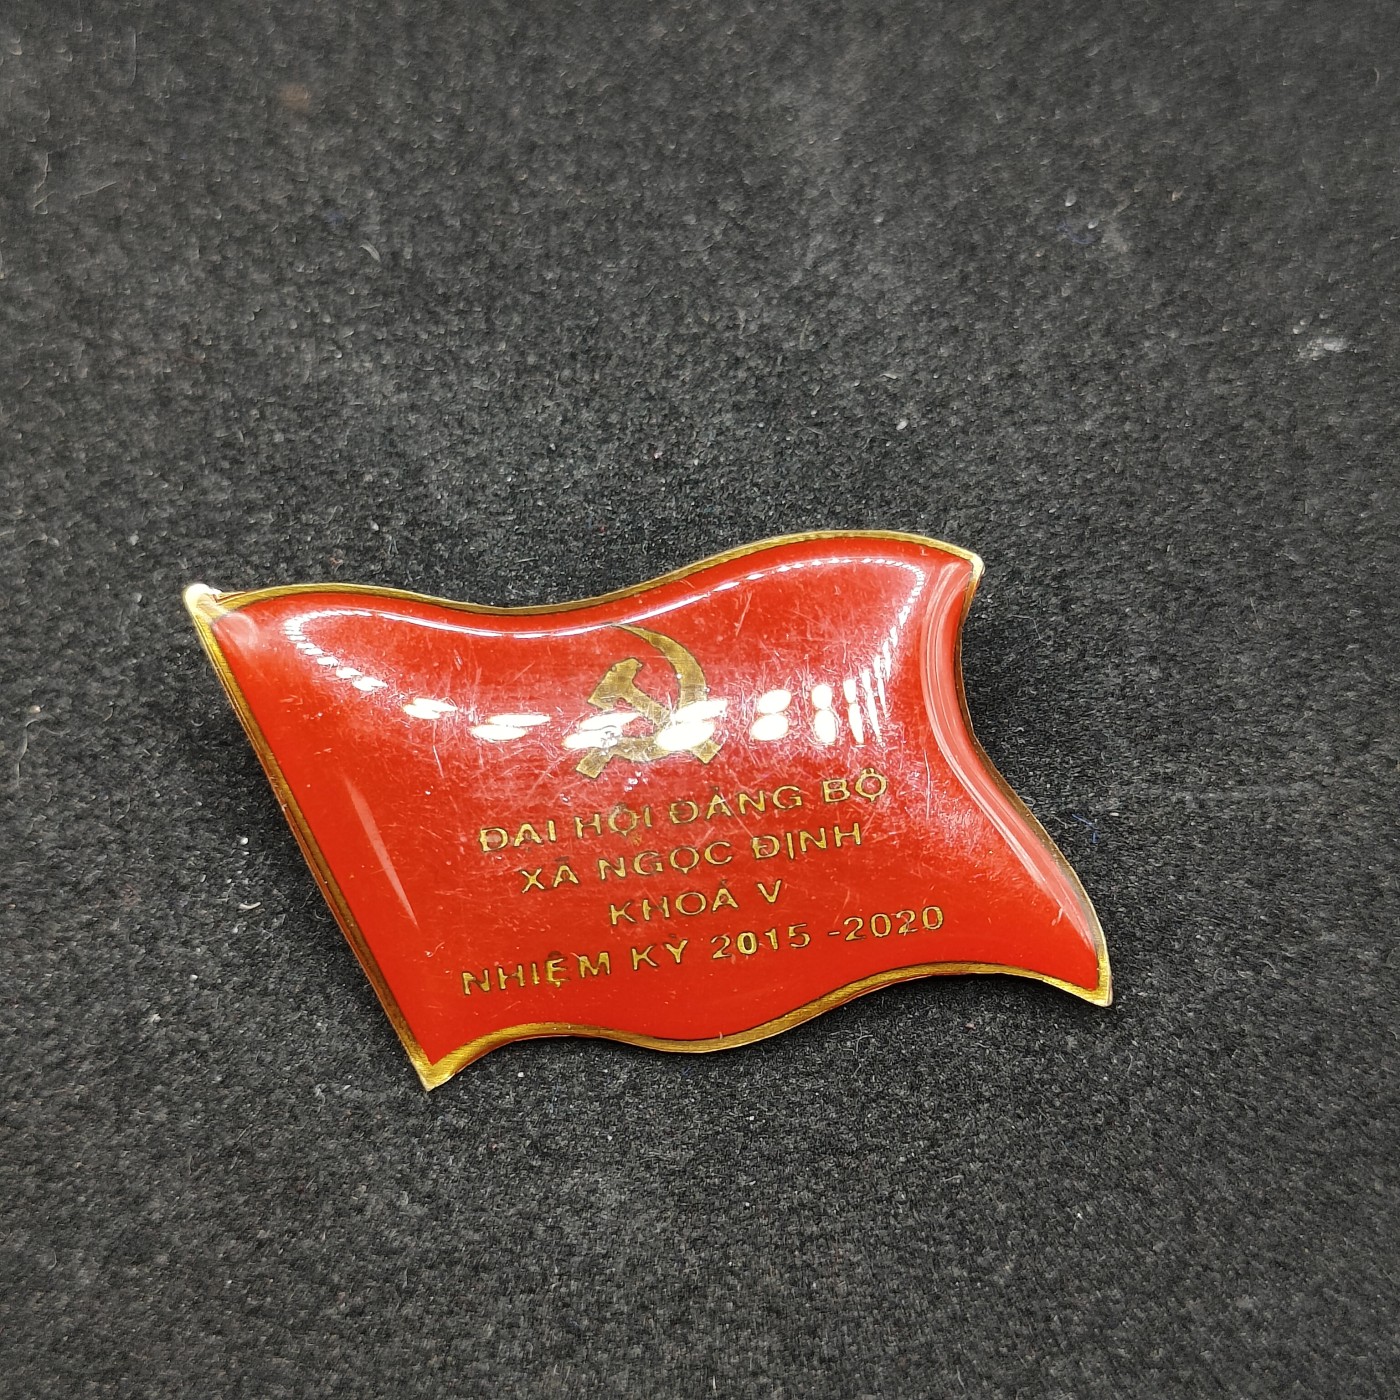 ĐẠI HỘI ĐẢNG BỘ
XÃ NGỌC ĐỊNH
KHOÁ V
NHIỆM KỲ 2015 -2020